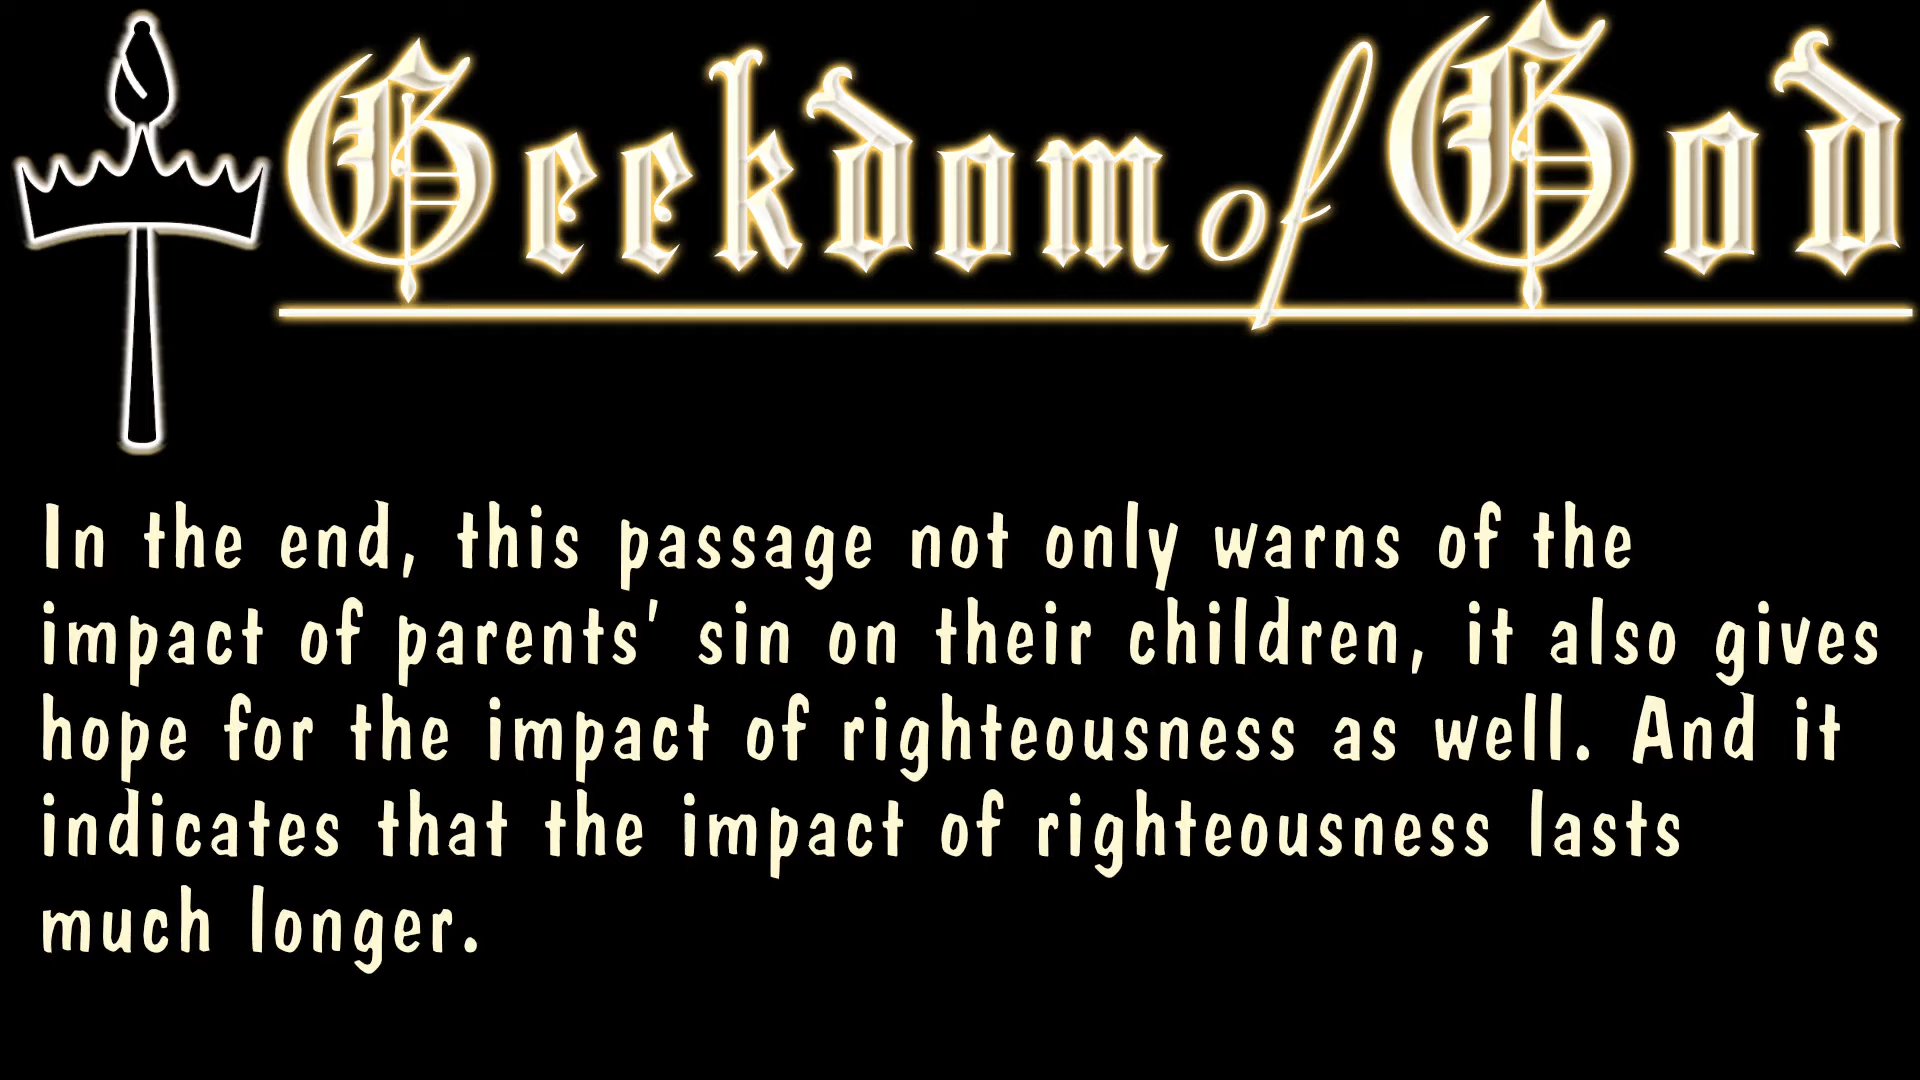 Geekdom of God
In the end, this passage not only warns of the
impact of parents' sin on their children, it also gives
hope for the impact of righteousness as well. And it
indicates that the impact of righteousness lasts
much longer.